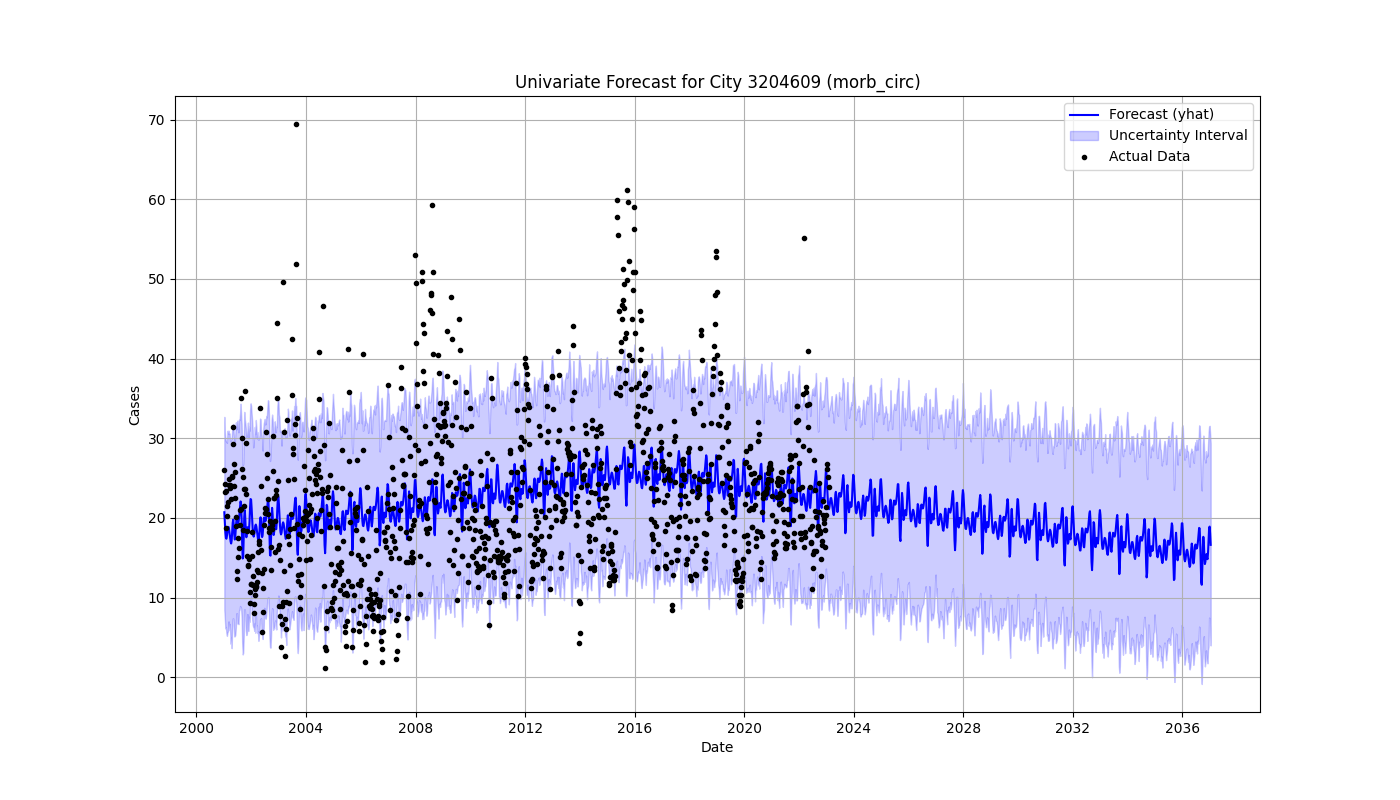 Univariate Forecast for City 3204609 (morb_circ)
Forecast (yhat)
Uncertainty Interval
Actual Data
Cases
70
60
50
40
30
20
10
0
2000 2004 2008 2012 2016 2020 2024 2028 2032 2036
Date